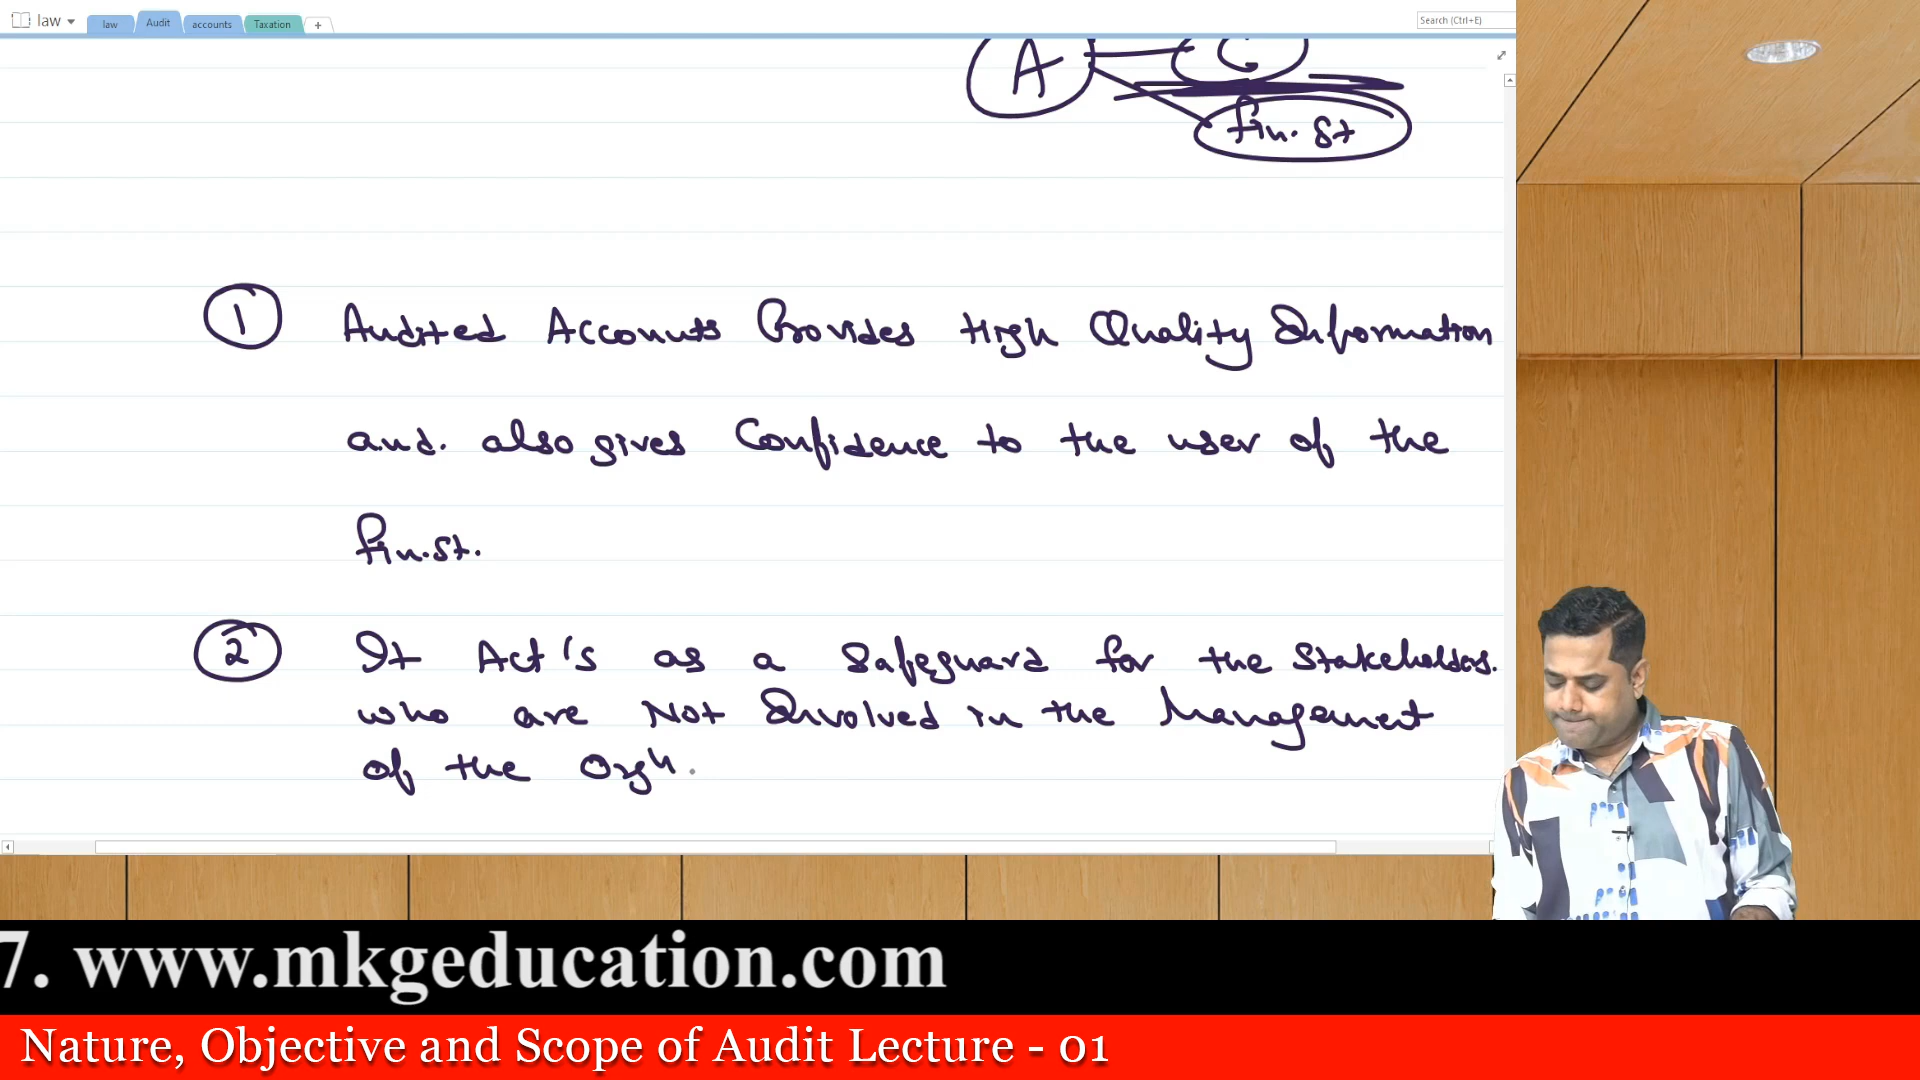 law
law Audit accounts Taxation +
Search (Ctrl+E)
A C
fin. St
1 Audited Accounts Provides High Quality Information
and. also gives Confidence to the user of the
fin.st.
2 It Act's as a Safeguard for the Stakeholders.
who are Not Involved in the Management
of the Orgn.
7. www.mkgeducation.com
Nature, Objective and Scope of Audit Lecture - 01